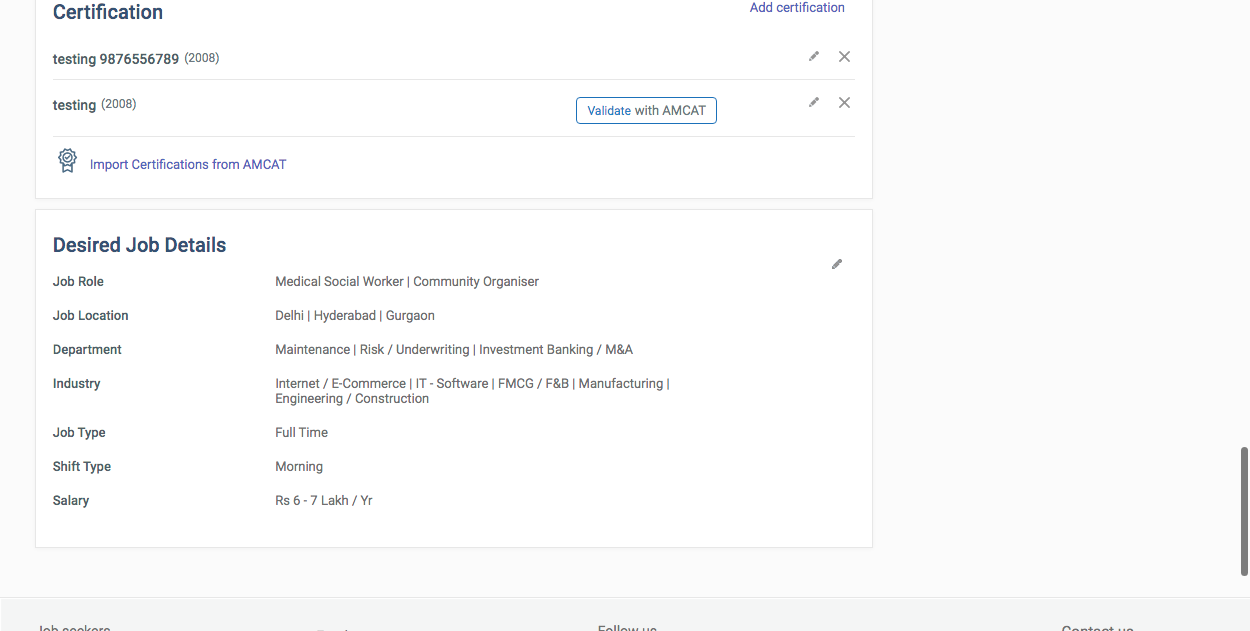 Certification
Add certification
testing 9876556789 (2008)
testing (2008)
Validate with AMCAT
Import Certifications from AMCAT
Desired Job Details
Job Role
Medical Social Worker | Community Organiser
Job Location
Delhi | Hyderabad | Gurgaon
Department
Maintenance | Risk / Underwriting | Investment Banking / M&A
Industry
Internet / E-Commerce | IT - Software | FMCG / F&B | Manufacturing |
Engineering / Construction
Job Type
Full Time
Shift Type
Morning
Salary
Rs 6 - 7 Lakh / Yr
Job seekers
Follow us
Contact us